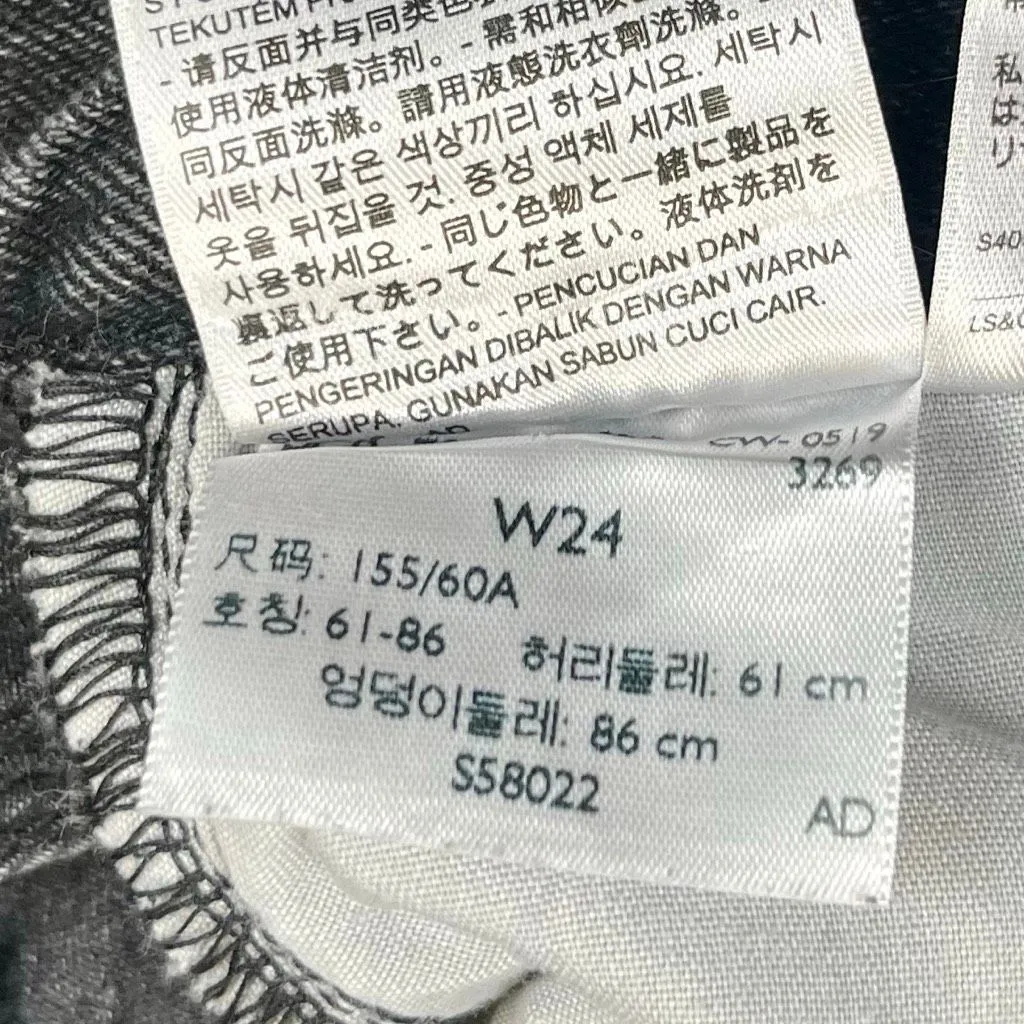 TEKUTÉM
- 请反面并与同类色
使用液体清洁剂。- 需和相
同反面洗滌。請用液態洗衣劑洗滌。
세탁시 같은 색상끼리 하십시요. 세탁시
옷을 뒤집을 것. 중성 액체 세제를
사용하세요. - 同じ色物と一緒に製品を
裏返して洗ってください。液体洗剤を
ご使用下さい。- PENCUCIAN DAN
PENGERINGAN DIBALIK DENGAN WARNA
SERUPA. GUNAKAN SABUN CUCI CAIR.
CW- 0519
3269
W24
尺码: 155/60A
호칭: 61-86 허리둘레: 61 cm
엉덩이둘레: 86 cm
S58022
AD
私
は
リ
S40
LS&C